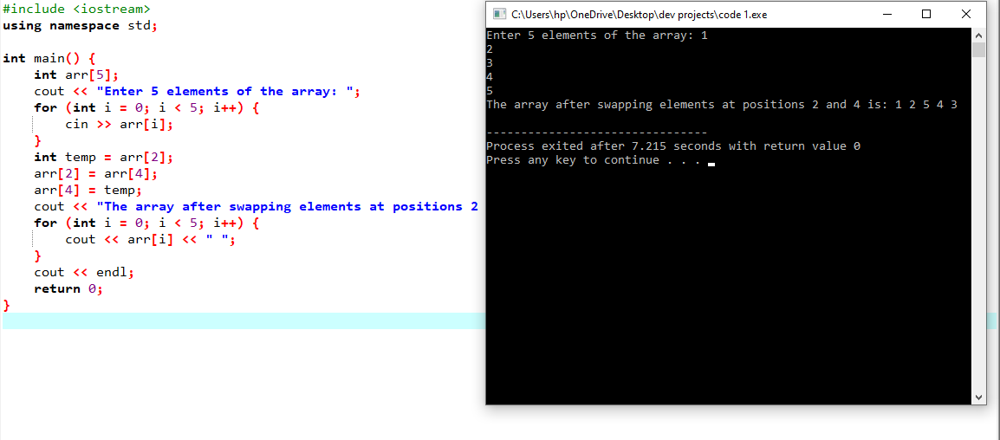 #include <iostream>
using namespace std;
int main() {
int arr[5];
cout << "Enter 5 elements of the array: ";
for (int i = 0; i < 5; i++) {
cin >> arr[i];
}
int temp = arr[2];
arr[2] = arr[4];
arr[4] = temp;
cout << "The array after swapping elements at positions 2
for (int i = 0; i < 5; i++) {
cout << arr[i] << " ";
}
cout << endl;
return 0;
}
C:\Users\hp\OneDrive\Desktop\dev projects\code 1.exe
Enter 5 elements of the array: 1
2
3
4
5
The array after swapping elements at positions 2 and 4 is: 1 2 5 4 3
--------------------------------
Process exited after 7.215 seconds with return value 0
Press any key to continue . . .